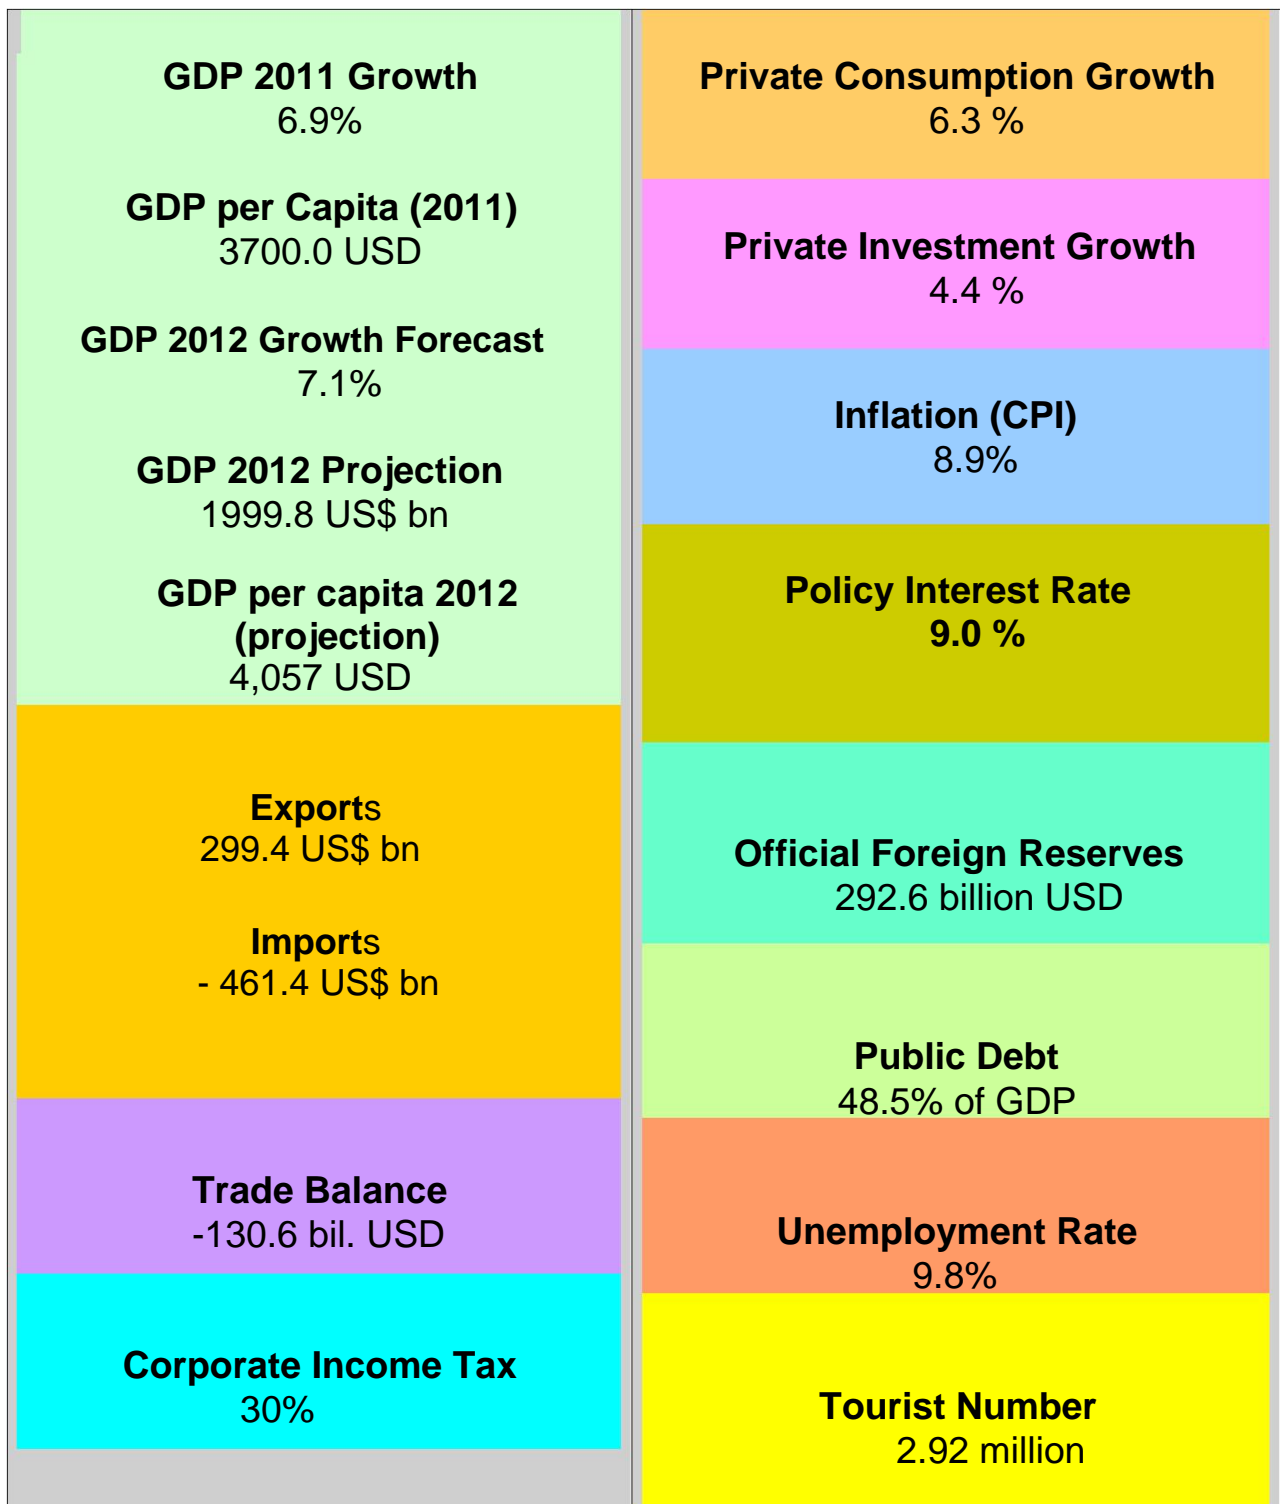 GDP 2011 Growth
6.9%
GDP per Capita (2011)
3700.0 USD
GDP 2012 Growth Forecast
7.1%
GDP 2012 Projection
1999.8 US$ bn
GDP per capita 2012
(projection)
4,057 USD
Exports
299.4 US$ bn
Imports
- 461.4 US$ bn
Trade Balance
-130.6 bil. USD
Corporate Income Tax
30%
Private Consumption Growth
6.3 %
Private Investment Growth
4.4 %
Inflation (CPI)
8.9%
Policy Interest Rate
9.0 %
Official Foreign Reserves
292.6 billion USD
Public Debt
48.5% of GDP
Unemployment Rate
9.8%
Tourist Number
2.92 million